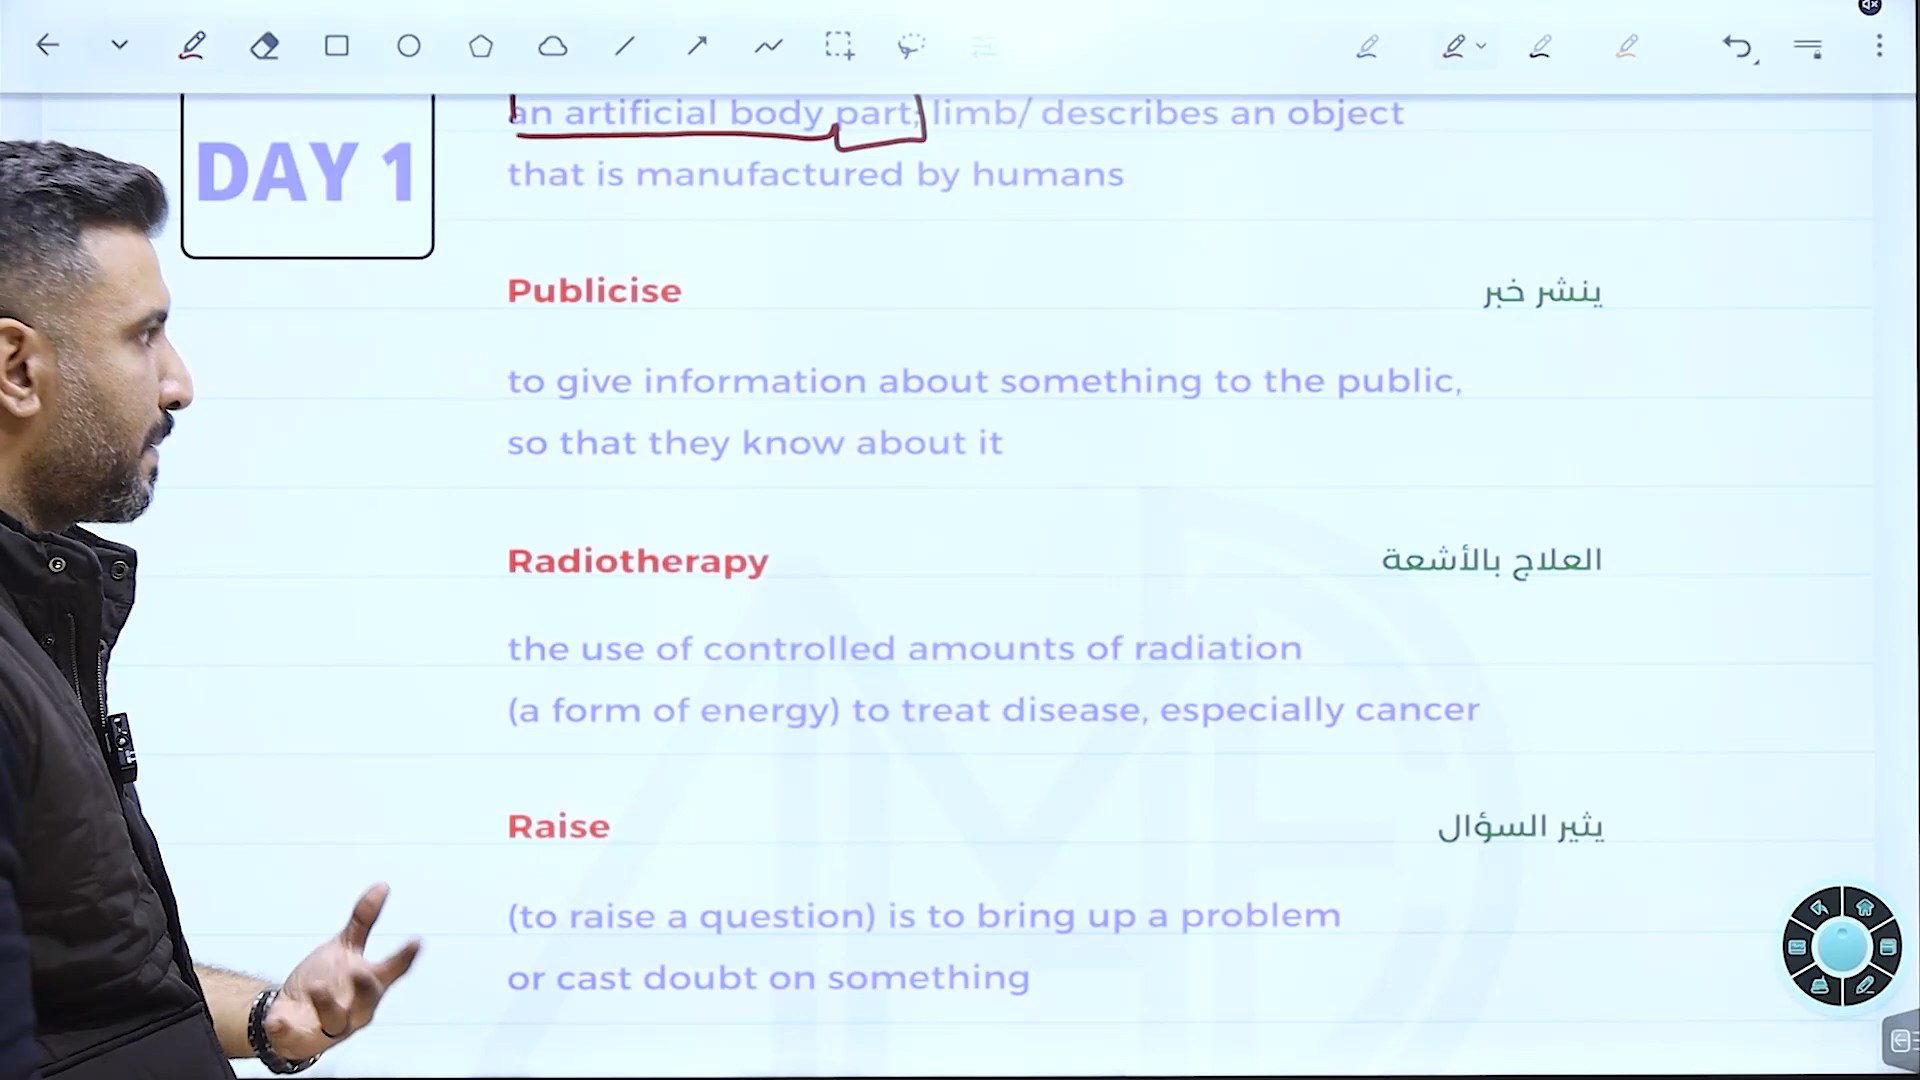 an artificial body part; limb/ describes an object
that is manufactured by humans
DAY 1
Publicise ينشر خبر
to give information about something to the public,
so that they know about it
Radiotherapy العلاج بالأشعة
the use of controlled amounts of radiation
(a form of energy) to treat disease, especially cancer
Raise يثير السؤال
(to raise a question) is to bring up a problem
or cast doubt on something